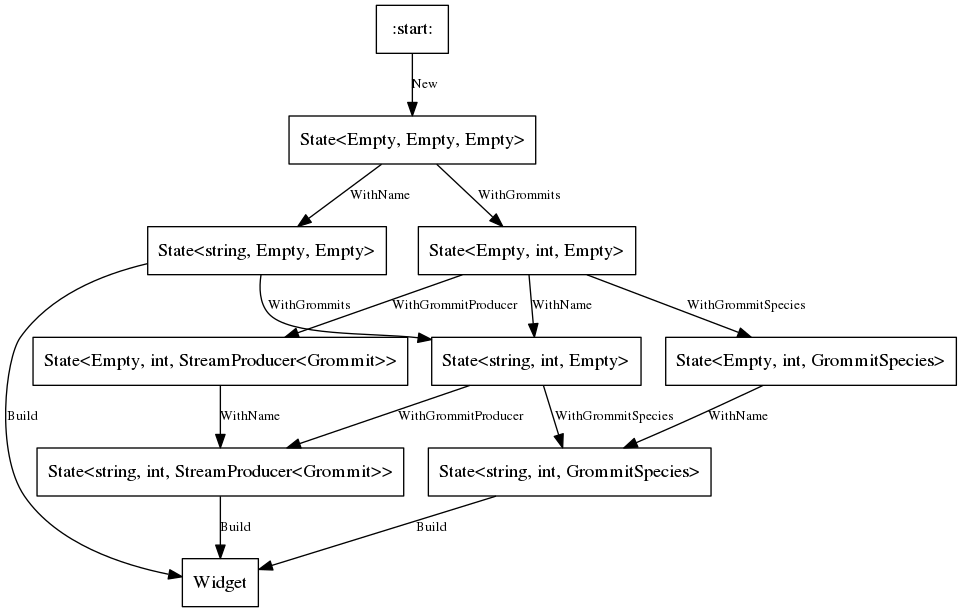 :start:
New
State<Empty, Empty, Empty>
WithName
WithGrommits
State<string, Empty, Empty>
State<Empty, int, Empty>
WithGrommits
WithGrommitProducer
WithName
WithGrommitSpecies
State<Empty, int, StreamProducer<Grommit>>
State<string, int, Empty>
State<Empty, int, GrommitSpecies>
Build
WithName
WithGrommitProducer
WithGrommitSpecies
WithName
State<string, int, StreamProducer<Grommit>>
State<string, int, GrommitSpecies>
Build
Build
Widget